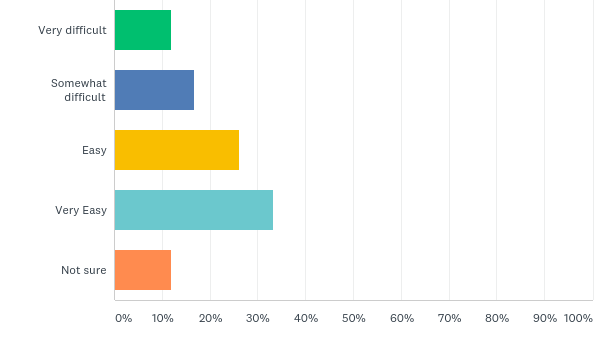 Very difficult
Somewhat
difficult
Easy
Very Easy
Not sure
0% 10% 20% 30% 40% 50% 60% 70% 80% 90% 100%